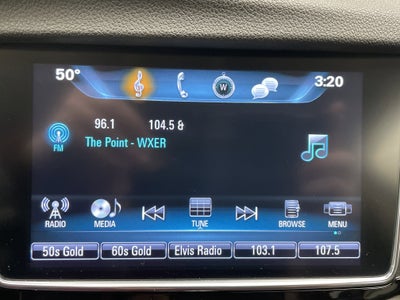 50°
W
3:20
96.1 104.5 &
FM
The Point - WXER
RADIO
MEDIA
TUNE
BROWSE
MENU
50s Gold
60s Gold
Elvis Radio
103.1
107.5